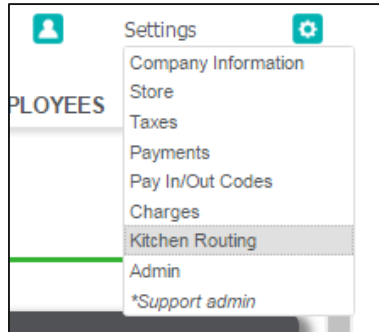 Settings
Company Information
Store
PLOYEES
Taxes
Payments
Pay In/Out Codes
Charges
Kitchen Routing
Admin
*Support admin